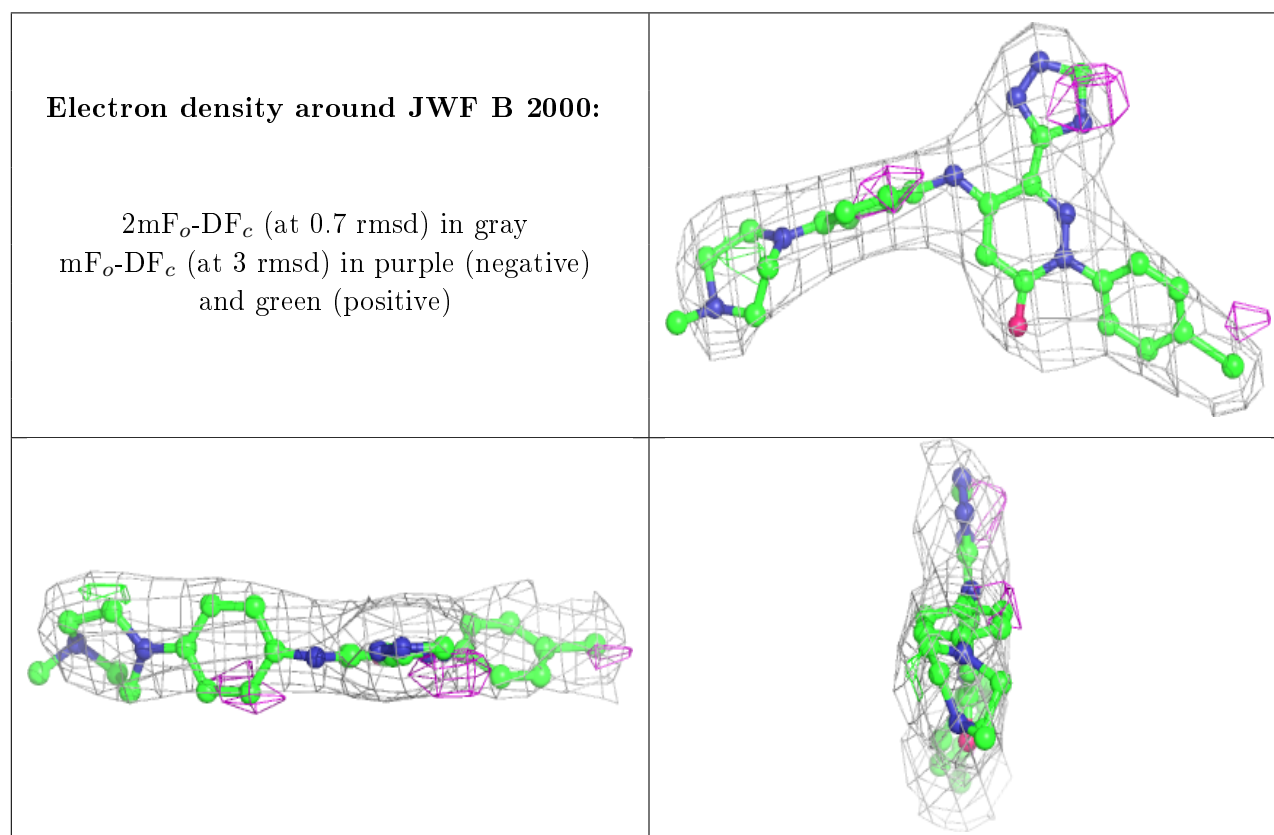 Electron density around JWF B 2000:
2mFo-DFc (at 0.7 rmsd) in gray
mFo-DFc (at 3 rmsd) in purple (negative)
and green (positive)